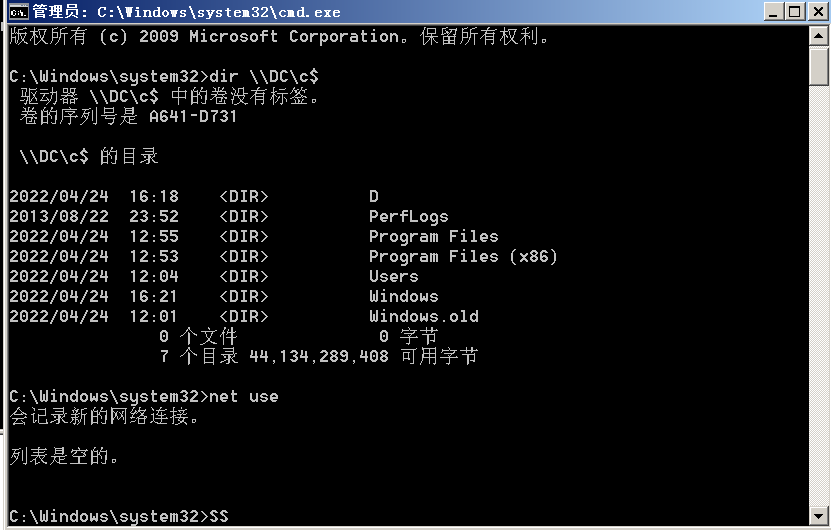 管理员: C:\Windows\system32\cmd.exe
版权所有 (c) 2009 Microsoft Corporation。保留所有权利。
C:\Windows\system32>dir \\DC\c$
驱动器 \\DC\c$ 中的卷没有标签。
卷的序列号是 A641-D731
\\DC\c$ 的目录
2022/04/24  16:18    <DIR>          D
2013/08/22  23:52    <DIR>          PerfLogs
2022/04/24  12:55    <DIR>          Program Files
2022/04/24  12:53    <DIR>          Program Files (x86)
2022/04/24  12:04    <DIR>          Users
2022/04/24  16:21    <DIR>          Windows
2022/04/24  12:01    <DIR>          Windows.old
0 个文件              0 字节
7 个目录 44,134,289,408 可用字节
C:\Windows\system32>net use
会记录新的网络连接。
列表是空的。
C:\Windows\system32>SS